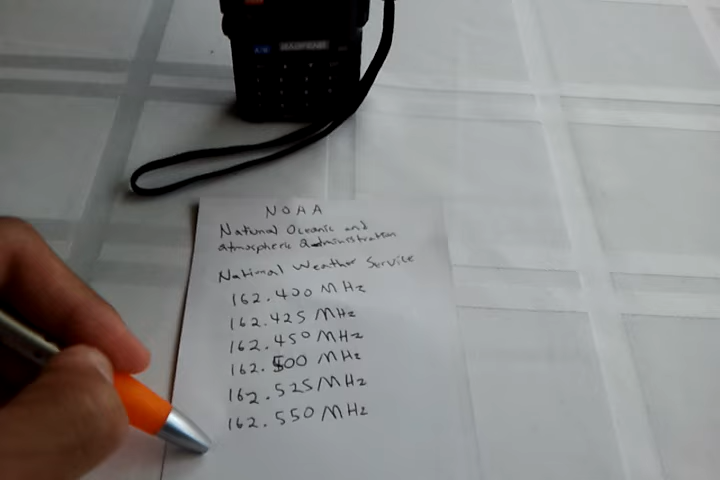 BAOFENG
NOAA
National Oceanic and
atmospheric Administration
National Weather Service
162.400 MHz
162.425 MHz
162.450 MHz
162.500 MHz
162.525 MHz
162.550 MHz